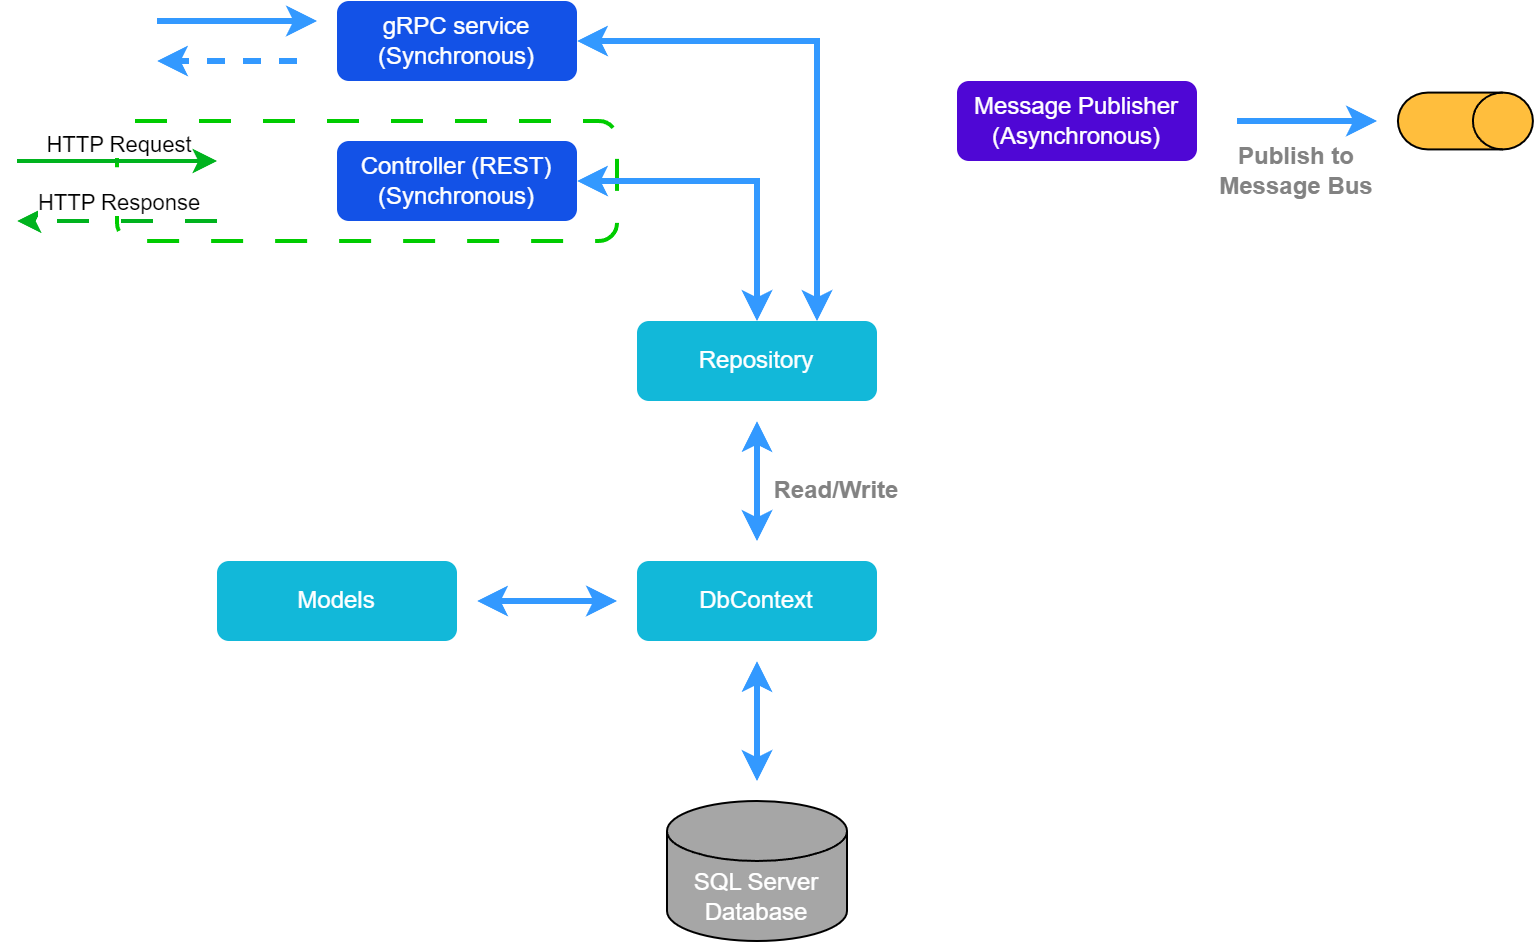 gRPC service
(Synchronous)
Message Publisher
(Asynchronous)
HTTP Request
Controller (REST)
(Synchronous)
Publish to
Message Bus
HTTP Response
Repository
Read/Write
Models
DbContext
SQL Server
Database